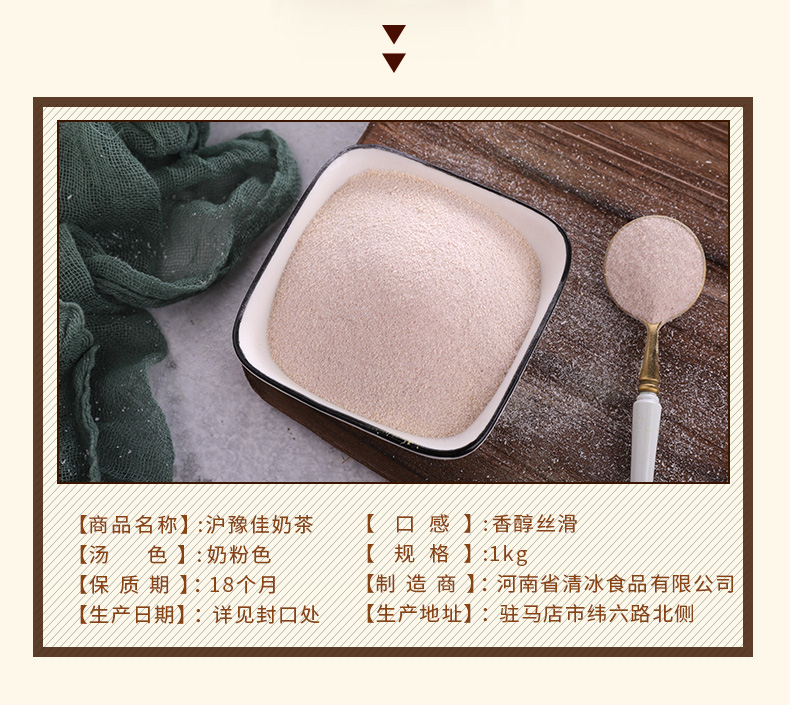 【商品名称】:沪豫佳奶茶 【 口 感 】:香醇丝滑
【汤 色 】:奶粉色 【 规 格 】:1kg
【保 质 期 】：18个月 【制 造 商 】：河南省清冰食品有限公司
【生产日期】：详见封口处 【生产地址】：驻马店市纬六路北侧